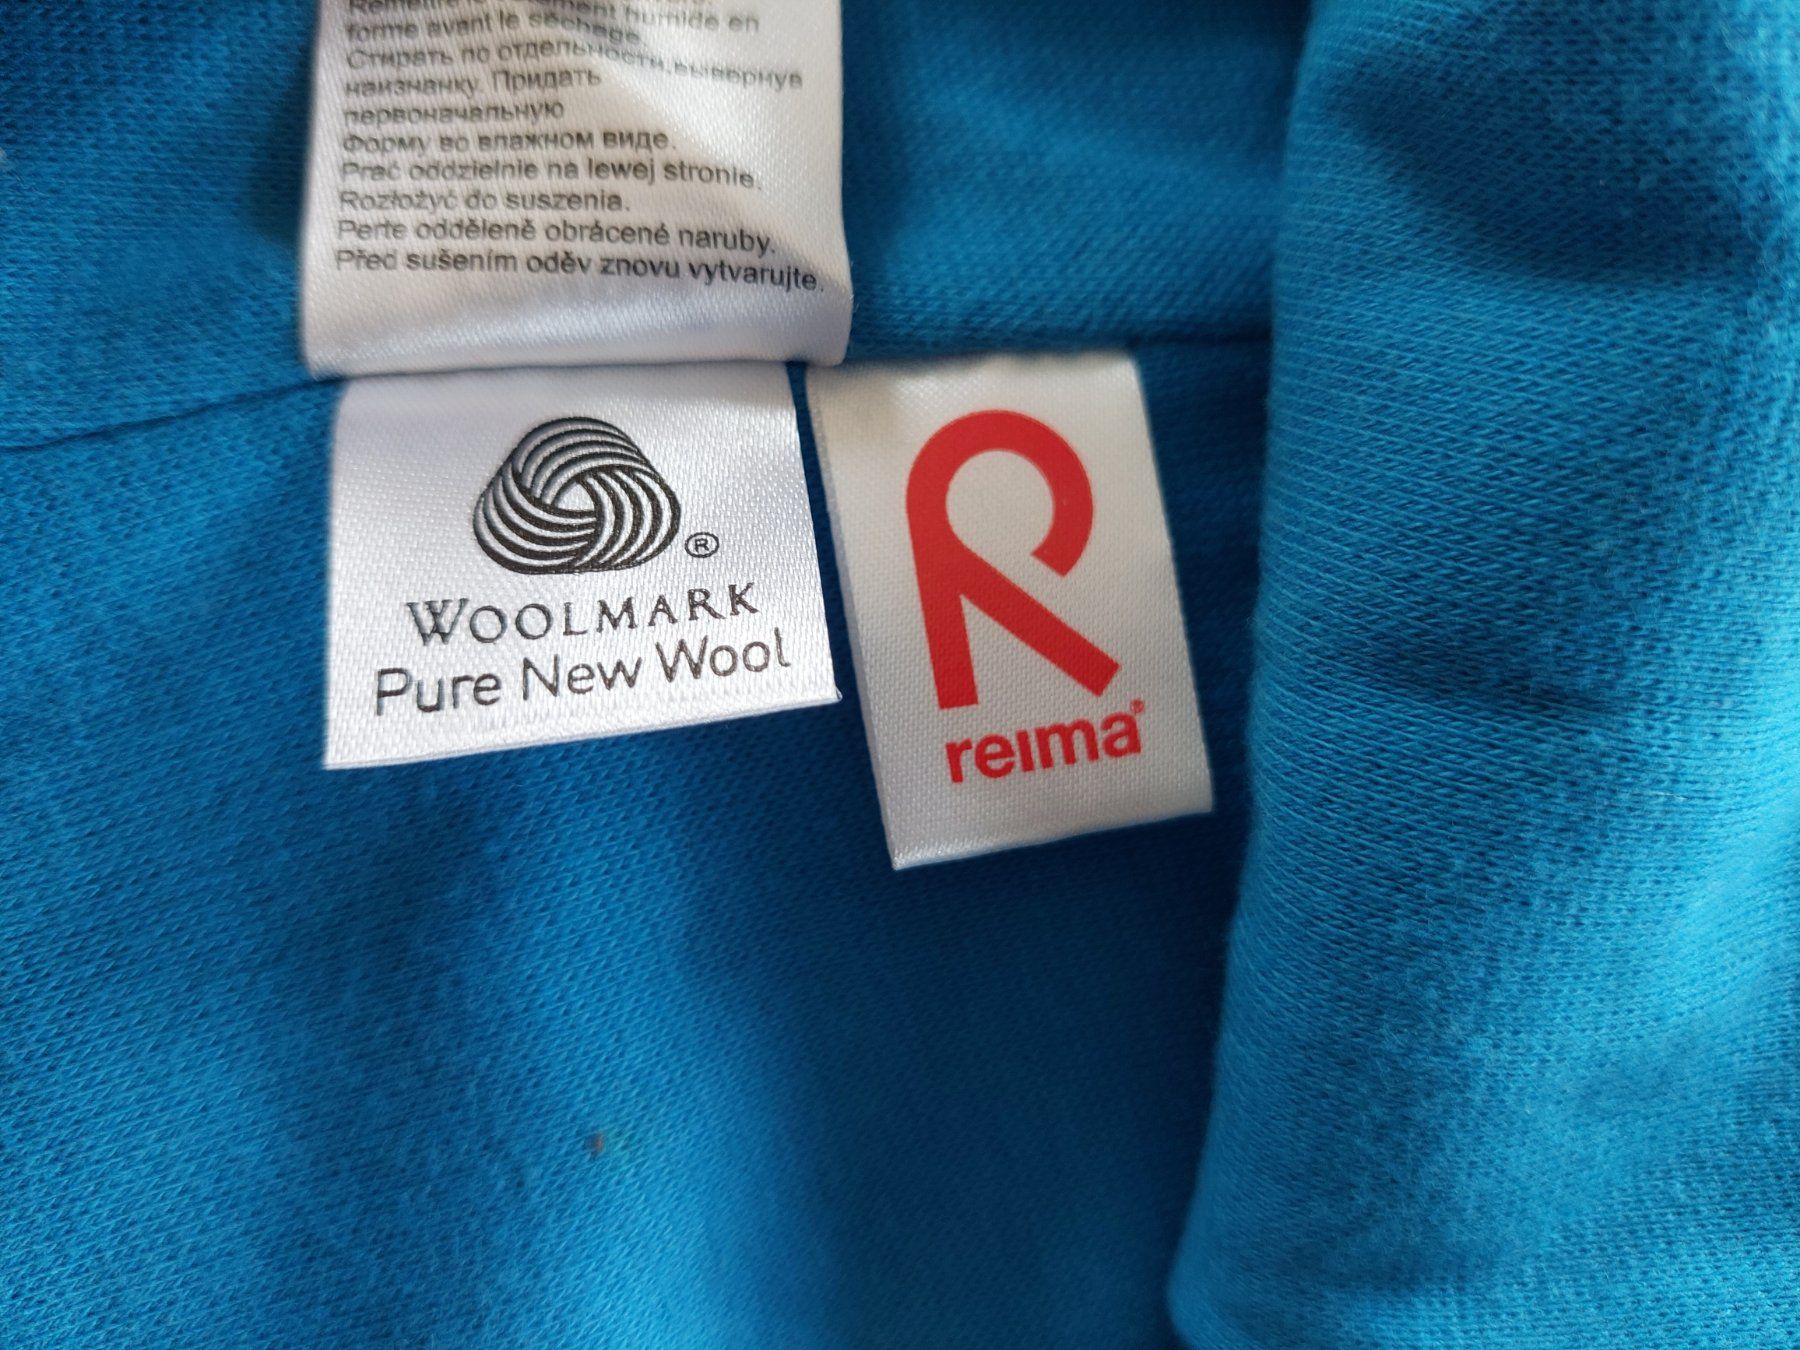 forme avant le séchage.
Стирать по отдельности,вывернув
наизнанку. Придать
первоначальную
форму во влажном виде.
Prać oddzielnie na lewej stronie.
Rozłożyć do suszenia.
Perte odděleně obrácené naruby.
Před sušením oděv znovu vytvarujte.
®
WOOLMARK
Pure New Wool
reima®